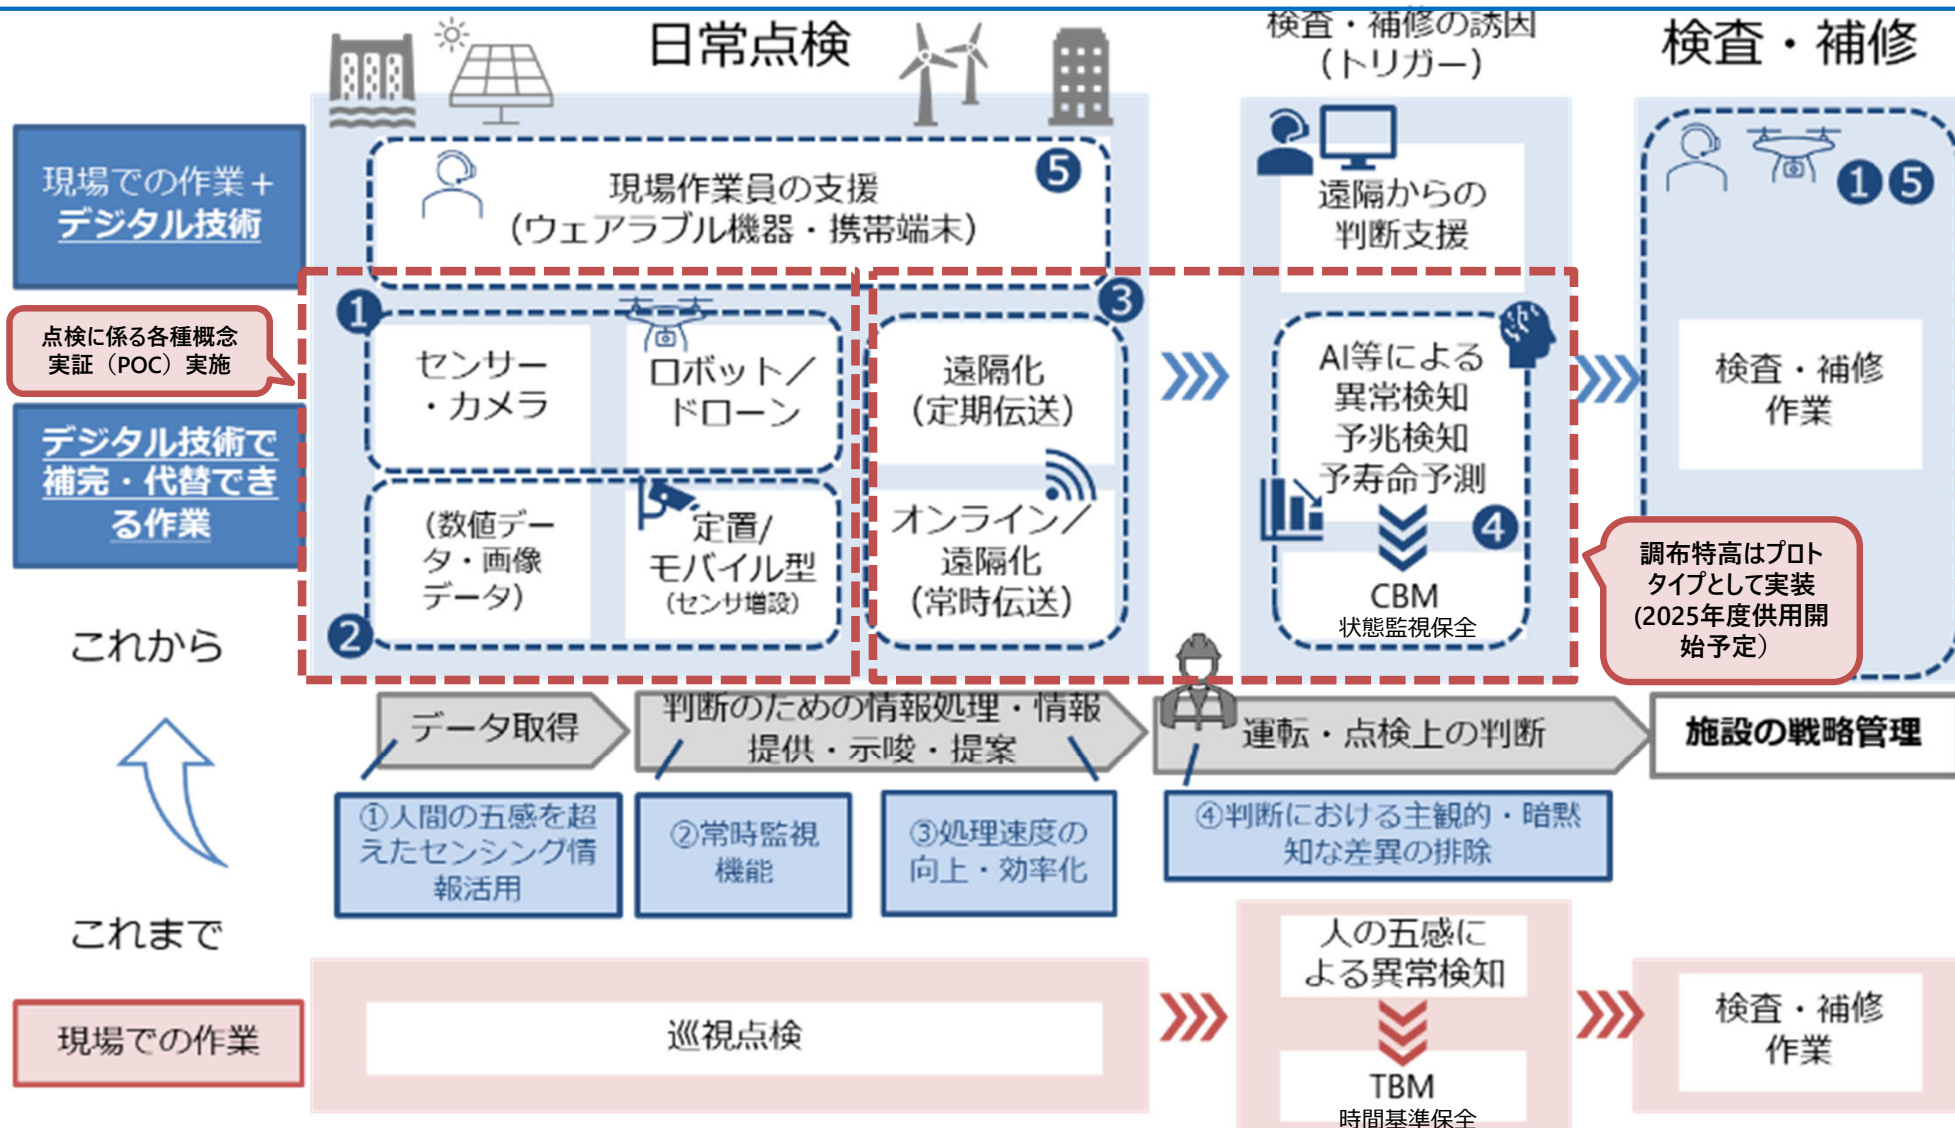 日常点検
検査・補修の誘因
（トリガー）
検査・補修
現場での作業＋
デジタル技術
現場作業員の支援
（ウェアラブル機器・携帯端末）
❺
遠隔からの
判断支援
❶❺
点検に係る各種概念
実証（POC）実施
❶
センサー
・カメラ
ロボット／
ドローン
❸
遠隔化
（定期伝送）
AI等による
異常検知
予兆検知
予寿命予測
検査・補修
作業
デジタル技術で
補完・代替でき
る作業
（数値デー
タ・画像
データ）
定置/
モバイル型
（センサ増設）
❷
オンライン／
遠隔化
（常時伝送）
❹
CBM
状態監視保全
調布特高はプロト
タイプとして実装
(2025年度供用開
始予定）
これから
データ取得
判断のための情報処理・情報
提供・示唆・提案
運転・点検上の判断
施設の戦略管理
①人間の五感を超
えたセンシング情
報活用
②常時監視
機能
③処理速度の
向上・効率化
④判断における主観的・暗黙
知な差異の排除
これまで
現場での作業
巡視点検
人の五感に
よる異常検知
TBM
時間基準保全
検査・補修
作業